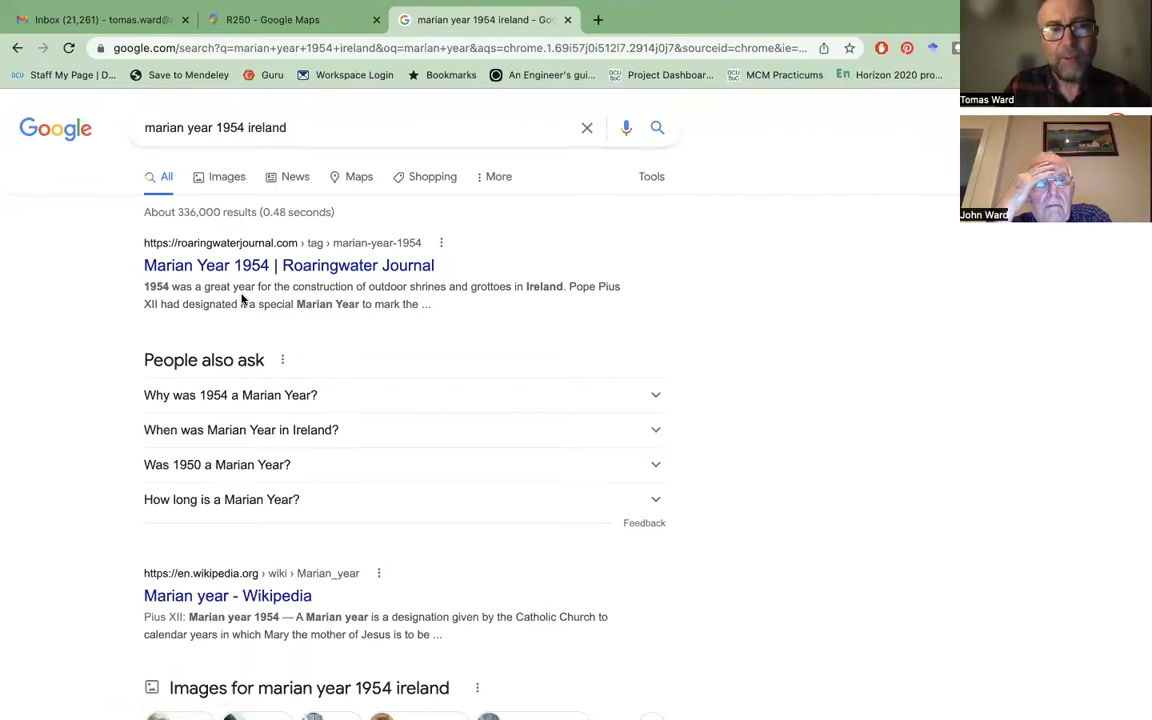 Inbox (21,261) - tomas.ward@
R250 - Google Maps
marian year 1954 ireland - Goo
google.com/search?q=marian+year+1954+ireland&oq=marian+year&aqs=chrome.1.69i57j0i512l7.2914j0j7&sourceid=chrome&ie=...
Staff My Page | D...
Save to Mendeley
Guru
Workspace Login
Bookmarks
An Engineer's gui...
Project Dashboar...
MCM Practicums
Horizon 2020 pro...
Tomas Ward
John Ward
Google
marian year 1954 ireland
All
Images
News
Maps
Shopping
More
Tools
About 336,000 results (0.48 seconds)
https://roaringwaterjournal.com › tag › marian-year-1954
Marian Year 1954 | Roaringwater Journal
1954 was a great year for the construction of outdoor shrines and grottoes in Ireland. Pope Pius
XII had designated a special Marian Year to mark the ...
People also ask
Why was 1954 a Marian Year?
When was Marian Year in Ireland?
Was 1950 a Marian Year?
How long is a Marian Year?
Feedback
https://en.wikipedia.org › wiki › Marian_year
Marian year - Wikipedia
Pius XII: Marian year 1954 — A Marian year is a designation given by the Catholic Church to
calendar years in which Mary the mother of Jesus is to be ...
Images for marian year 1954 ireland